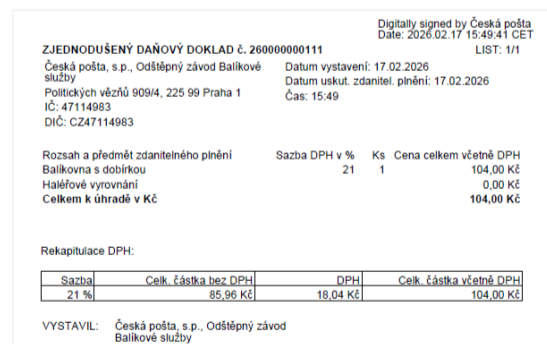 Digitally signed by Česká pošta
Date: 2026.02.17 15:49:41 CET
ZJEDNODUŠENÝ DAŇOVÝ DOKLAD č. 260000000111 LIST: 1/1
Česká pošta, s.p., Odštěpný závod Balíkové služby
Politických vězňů 909/4, 225 99 Praha 1
IČ: 47114983
DIČ: CZ47114983
Datum vystavení: 17.02.2026
Datum uskut. zdanitel. plnění: 17.02.2026
Čas: 15:49
Rozsah a předmět zdanitelného plnění Sazba DPH v % Ks Cena celkem včetně DPH
Balíkovna s dobírkou 21 1 104,00 Kč
Haléřové vyrovnání 0,00 Kč
Celkem k úhradě v Kč 104,00 Kč
Rekapitulace DPH:
Sazba Celk. částka bez DPH DPH Celk. částka včetně DPH
21 % 85,96 Kč 18,04 Kč 104,00 Kč
VYSTAVIL: Česká pošta, s.p., Odštěpný závod
Balíkové služby